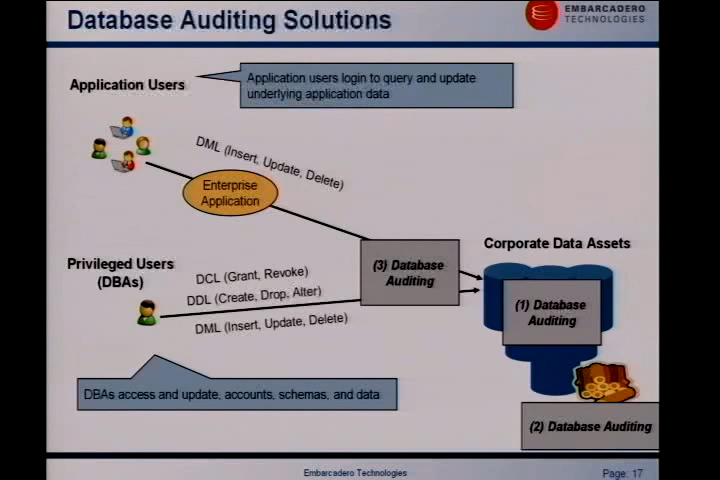 Database Auditing Solutions
EMBARCADERO
TECHNOLOGIES
Application Users
Application users login to query and update
underlying application data
DML (Insert, Update, Delete)
Enterprise
Application
Corporate Data Assets
Privileged Users
(DBAs)
DCL (Grant, Revoke)
DDL (Create, Drop, Alter)
DML (Insert, Update, Delete)
(3) Database
Auditing
(1) Database
Auditing
DBAs access and update, accounts, schemas, and data
(2) Database Auditing
Embarcadero Technologies
Page: 17